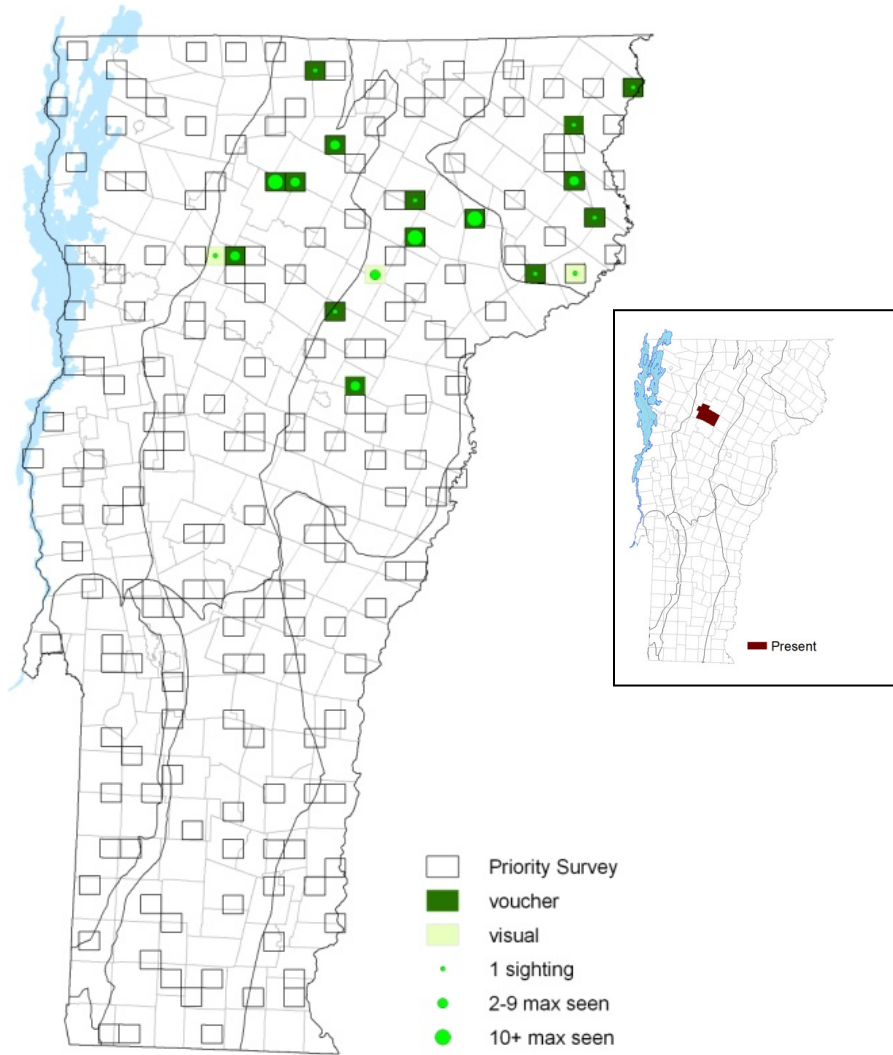 Present
Priority Survey
voucher
visual
1 sighting
2-9 max seen
10+ max seen